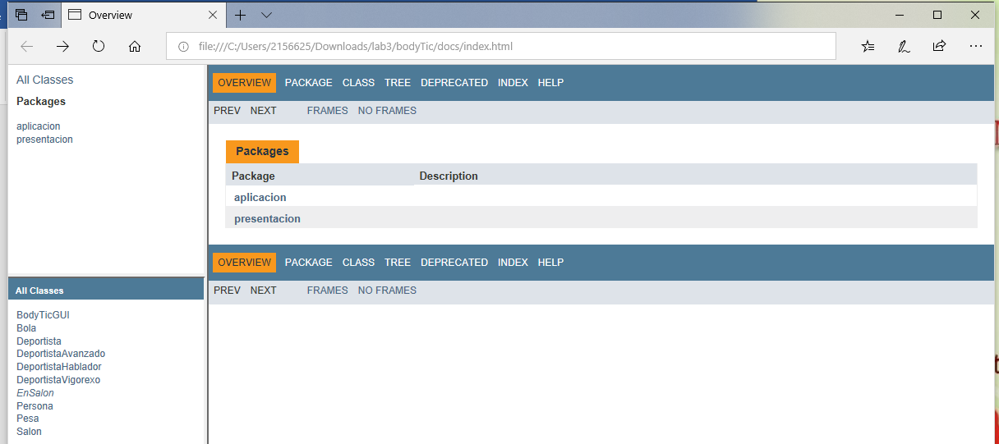 Overview
file:///C:/Users/2156625/Downloads/lab3/bodyTic/docs/index.html
All Classes
Packages
aplicacion
presentacion
All Classes
BodyTicGUI
Bola
Deportista
DeportistaAvanzado
DeportistaHablador
DeportistaVigorexo
EnSalon
Persona
Pesa
Salon
OVERVIEW PACKAGE CLASS TREE DEPRECATED INDEX HELP
PREV NEXT FRAMES NO FRAMES
Packages
Package Description
aplicacion
presentacion
OVERVIEW PACKAGE CLASS TREE DEPRECATED INDEX HELP
PREV NEXT FRAMES NO FRAMES